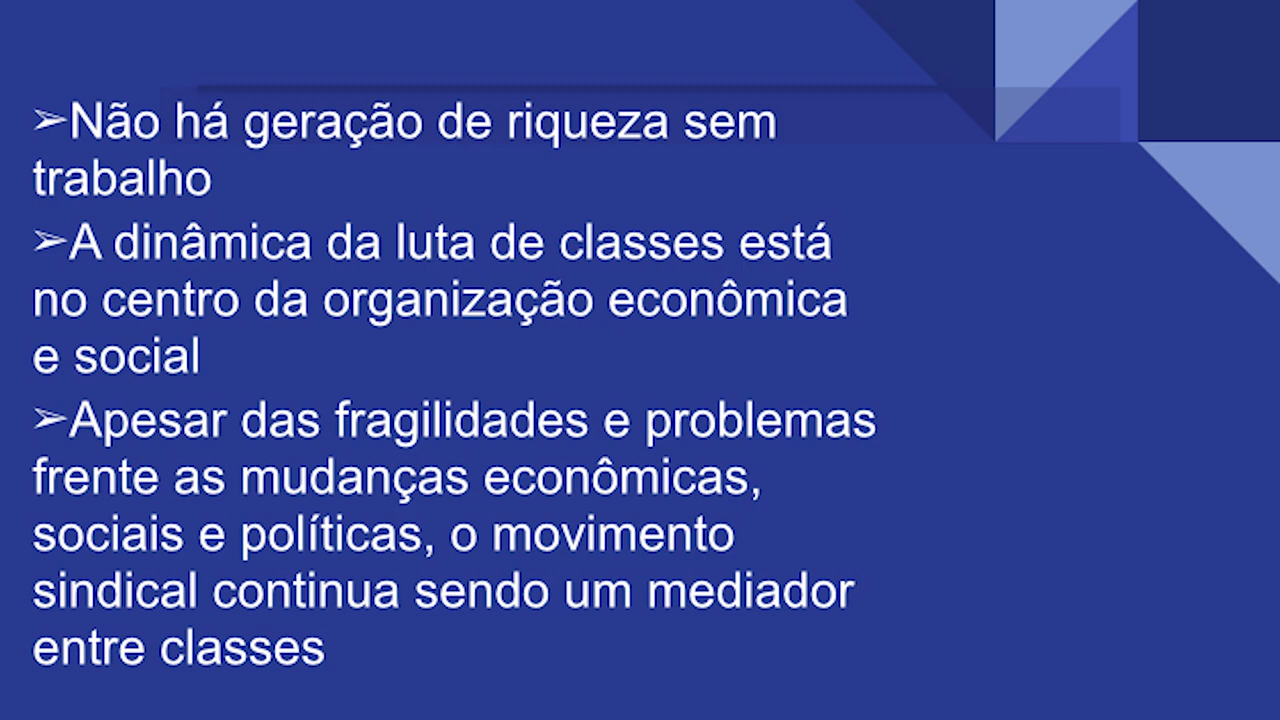 ➢Não há geração de riqueza sem
trabalho
➢A dinâmica da luta de classes está
no centro da organização econômica
e social
➢Apesar das fragilidades e problemas
frente as mudanças econômicas,
sociais e políticas, o movimento
sindical continua sendo um mediador
entre classes